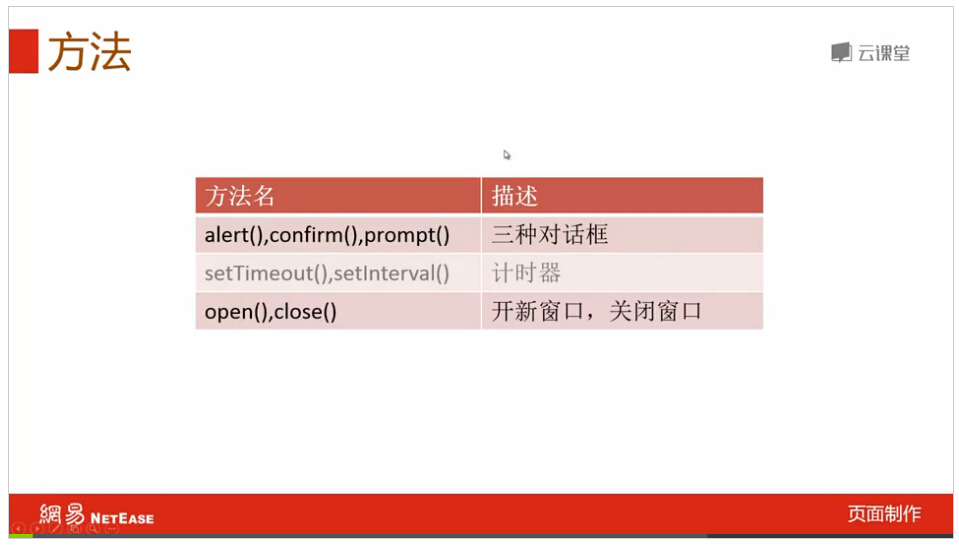 方法
云课堂
方法名 描述
alert(),confirm(),prompt() 三种对话框
setTimeout(),setInterval() 计时器
open(),close() 开新窗口，关闭窗口
網易 NETEASE
页面制作